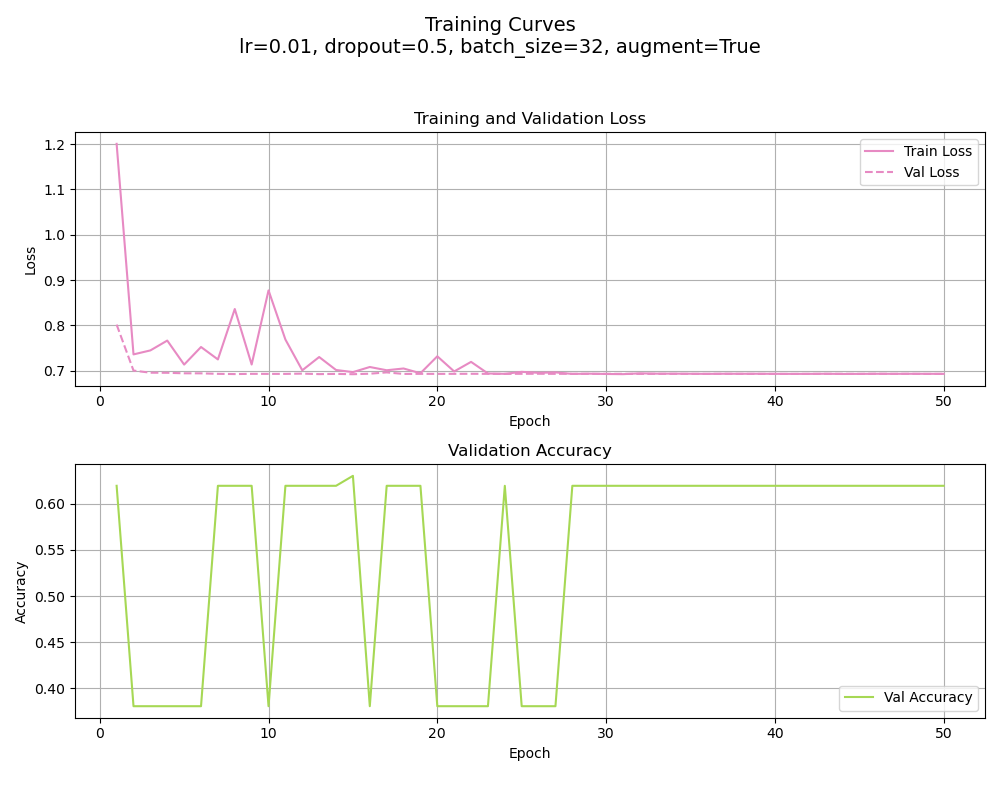 Training Curves
lr=0.01, dropout=0.5, batch_size=32, augment=True
Training and Validation Loss
1.2
1.1
1.0
0.9
0.8
0.7
Loss
Train Loss
Val Loss
0 10 20 30 40 50
Epoch
Validation Accuracy
0.60
0.55
0.50
0.45
0.40
Accuracy
Val Accuracy
0 10 20 30 40 50
Epoch